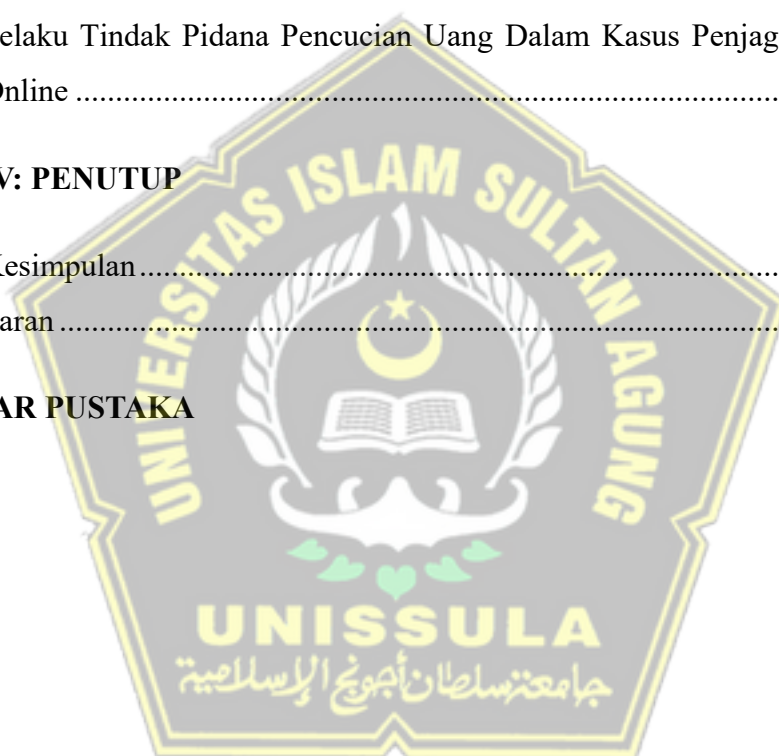 elaku Tindak Pidana Pencucian Uang Dalam Kasus Penjag
Online ................................................................................
V: PENUTUP
Kesimpulan ................................................................................
aran ................................................................................
AR PUSTAKA
UNIVERSITAS ISLAM SULTAN AGUNG
UNISSULA
جامعة سلطان أجونج الإسلامية